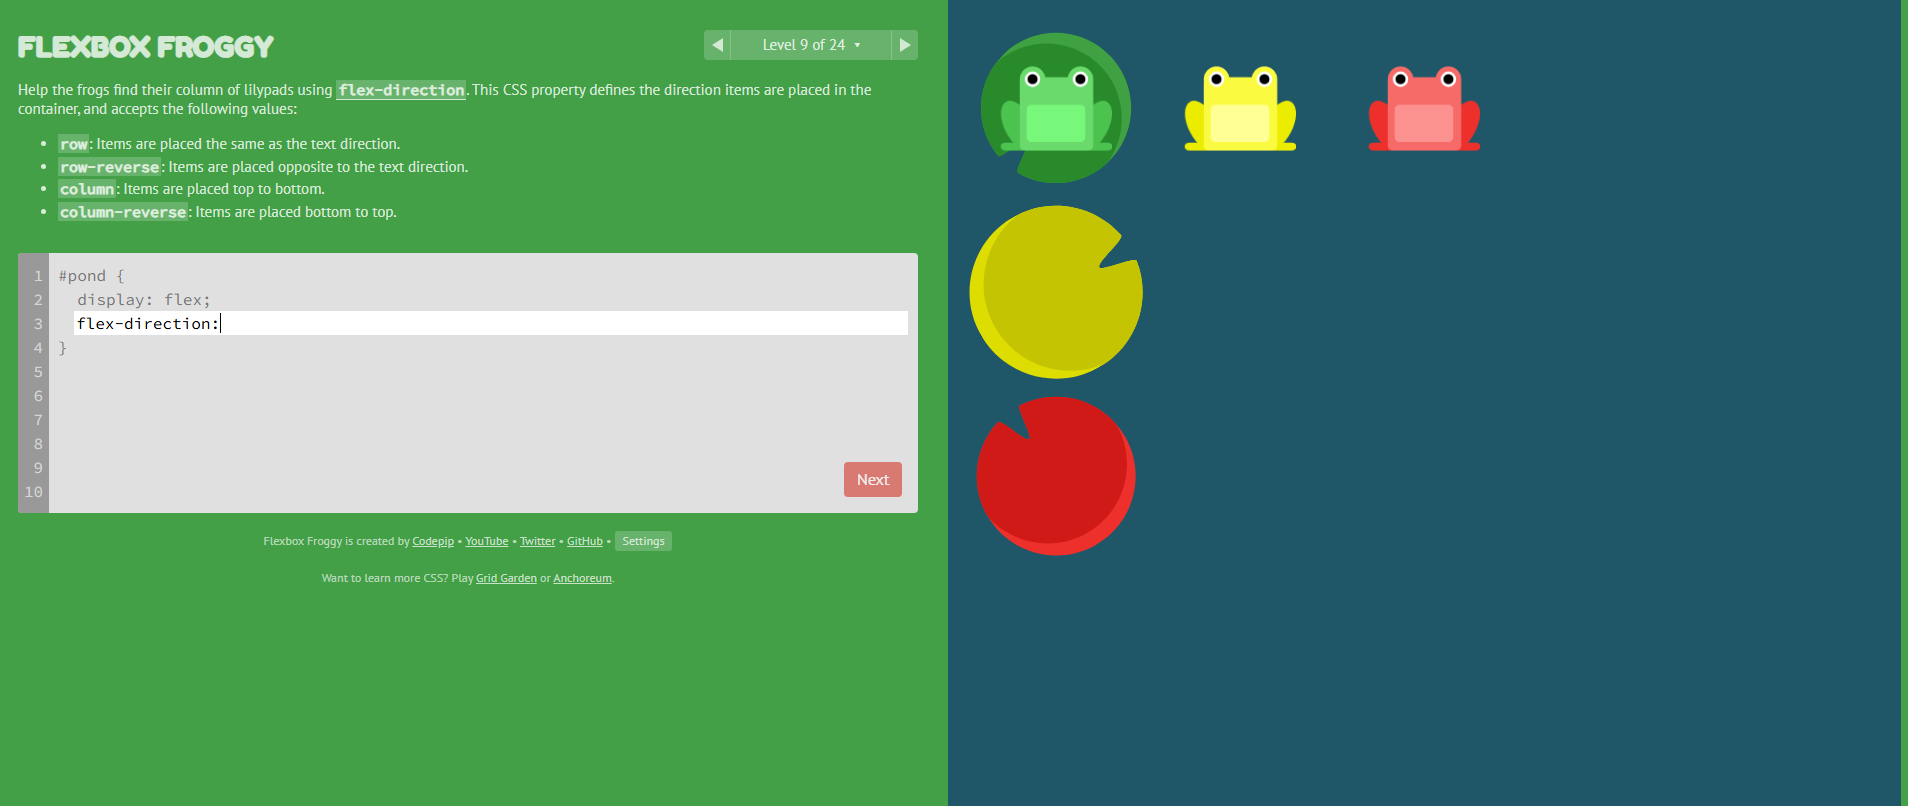 FLEXBOX FROGGY
Level 9 of 24
Help the frogs find their column of lilypads using flex-direction. This CSS property defines the direction items are placed in the
container, and accepts the following values:
row: Items are placed the same as the text direction.
row-reverse: Items are placed opposite to the text direction.
column: Items are placed top to bottom.
column-reverse: Items are placed bottom to top.
1 #pond {
2 display: flex;
3 flex-direction:
4 }
5
6
7
8
9
10
Next
Flexbox Froggy is created by Codepip • YouTube • Twitter • GitHub • Settings
Want to learn more CSS? Play Grid Garden or Anchoreum.